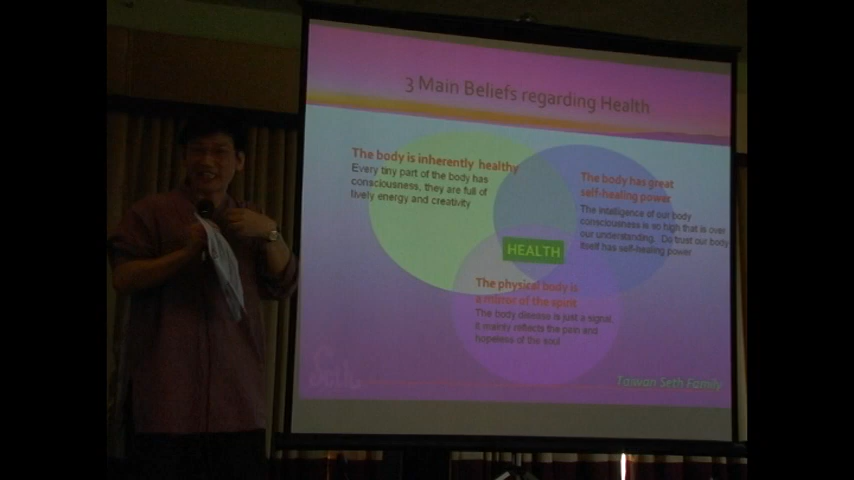 3 Main Beliefs regarding Health
The body is inherently healthy
Every tiny part of the body has
consciousness, they are full of
lively energy and creativity
The body has great
self-healing power
The intelligence of our body
consciousness is so high that is over
our understanding. Do trust our body
itself has self-healing power
HEALTH
The physical body is
a mirror of the spirit
The body disease is just a signal.
It mainly reflects the pain and
hopeless of the soul
Seth
Taiwan Seth Family